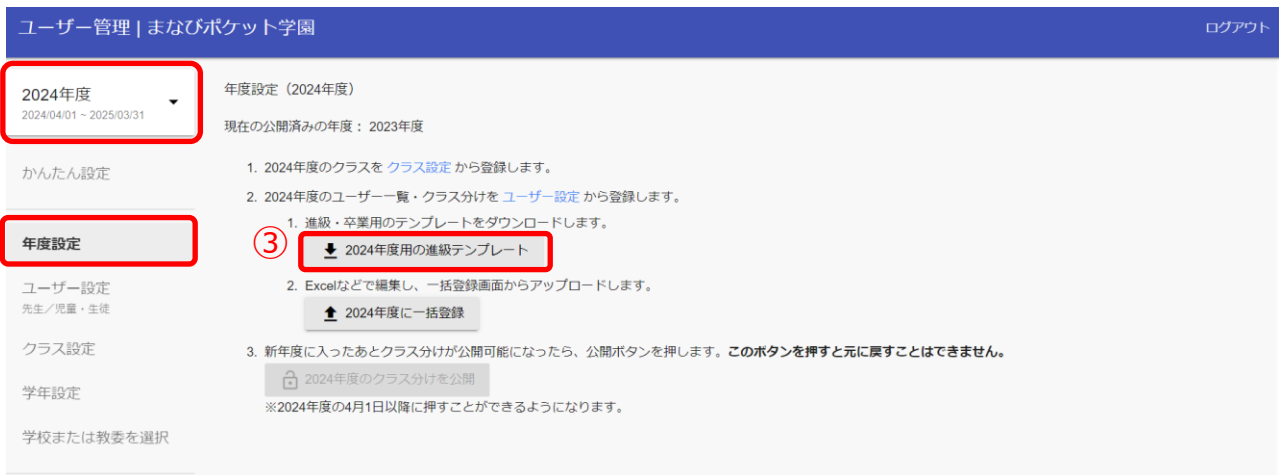 ユーザー管理 | まなびポケット学園
ログアウト
2024年度
2024/04/01 ~ 2025/03/31
かんたん設定
年度設定
ユーザー設定
先生／児童・生徒
クラス設定
学年設定
学校または教委を選択
年度設定（2024年度）
現在の公開済みの年度： 2023年度
1. 2024年度のクラスを クラス設定 から登録します。
2. 2024年度のユーザー一覧・クラス分けを ユーザー設定 から登録します。
1. 進級・卒業用のテンプレートをダウンロードします。
③ 2024年度用の進級テンプレート
2. Excelなどで編集し、一括登録画面からアップロードします。
2024年度に一括登録
3. 新年度に入ったあとクラス分けが公開可能になったら、公開ボタンを押します。このボタンを押すと元に戻すことはできません。
2024年度のクラス分けを公開
※2024年度の4月1日以降に押すことができるようになります。